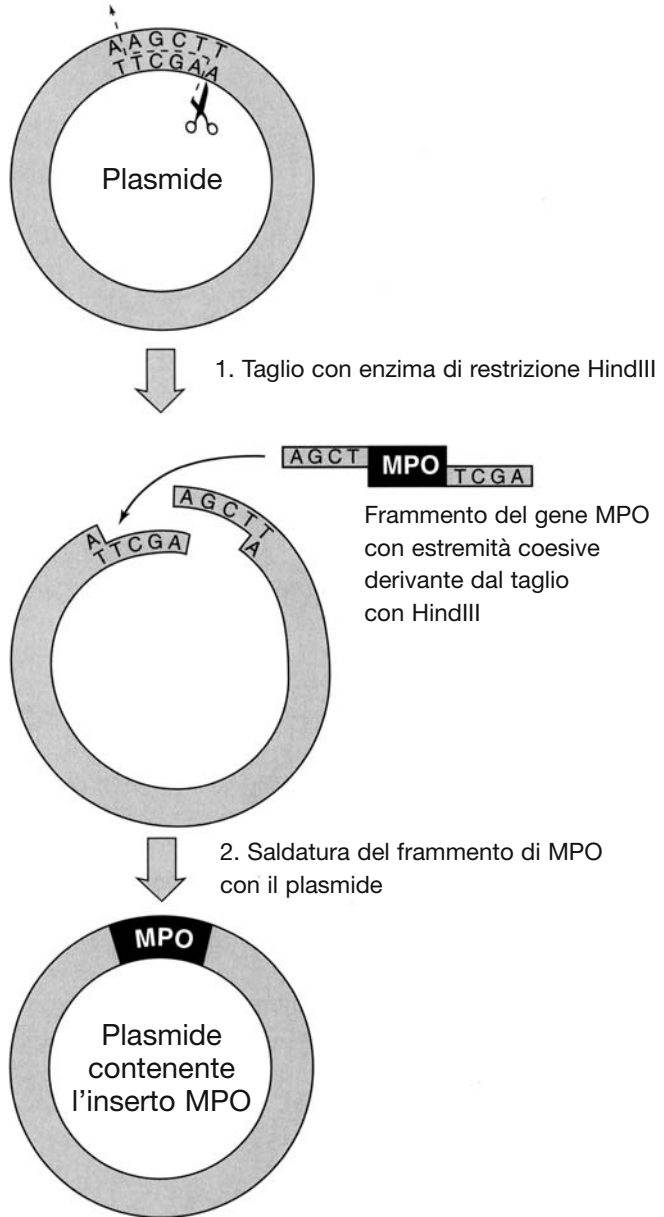 AAGCTT
TTCGAA
Plasmide
1. Taglio con enzima di restrizione HindIII
AGCT MPO TCGA
AGCTT
A
A
TTCGA
Frammento del gene MPO
con estremità coesive
derivante dal taglio
con HindIII
2. Saldatura del frammento di MPO
con il plasmide
MPO
Plasmide
contenente
l'inserto MPO